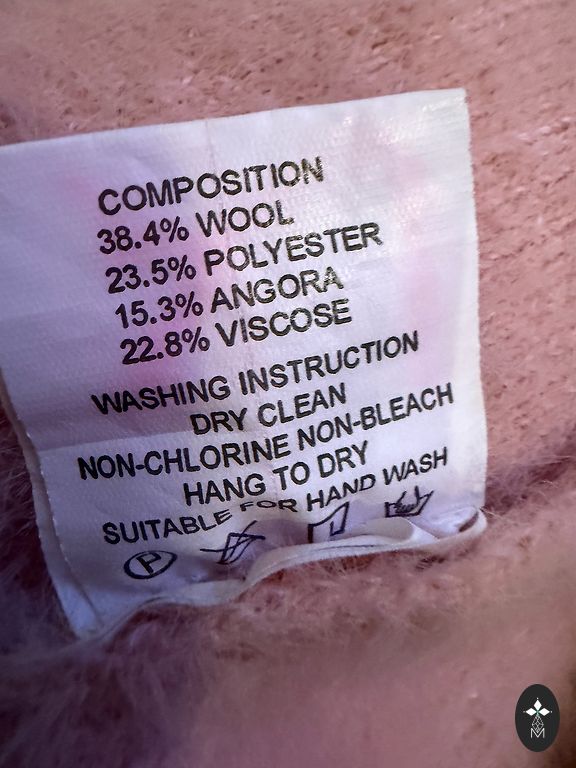 COMPOSITION
38.4% WOOL
23.5% POLYESTER
15.3% ANGORA
22.8% VISCOSE
WASHING INSTRUCTION
DRY CLEAN
NON-CHLORINE NON-BLEACH
HANG TO DRY
SUITABLE FOR HAND WASH
P
M